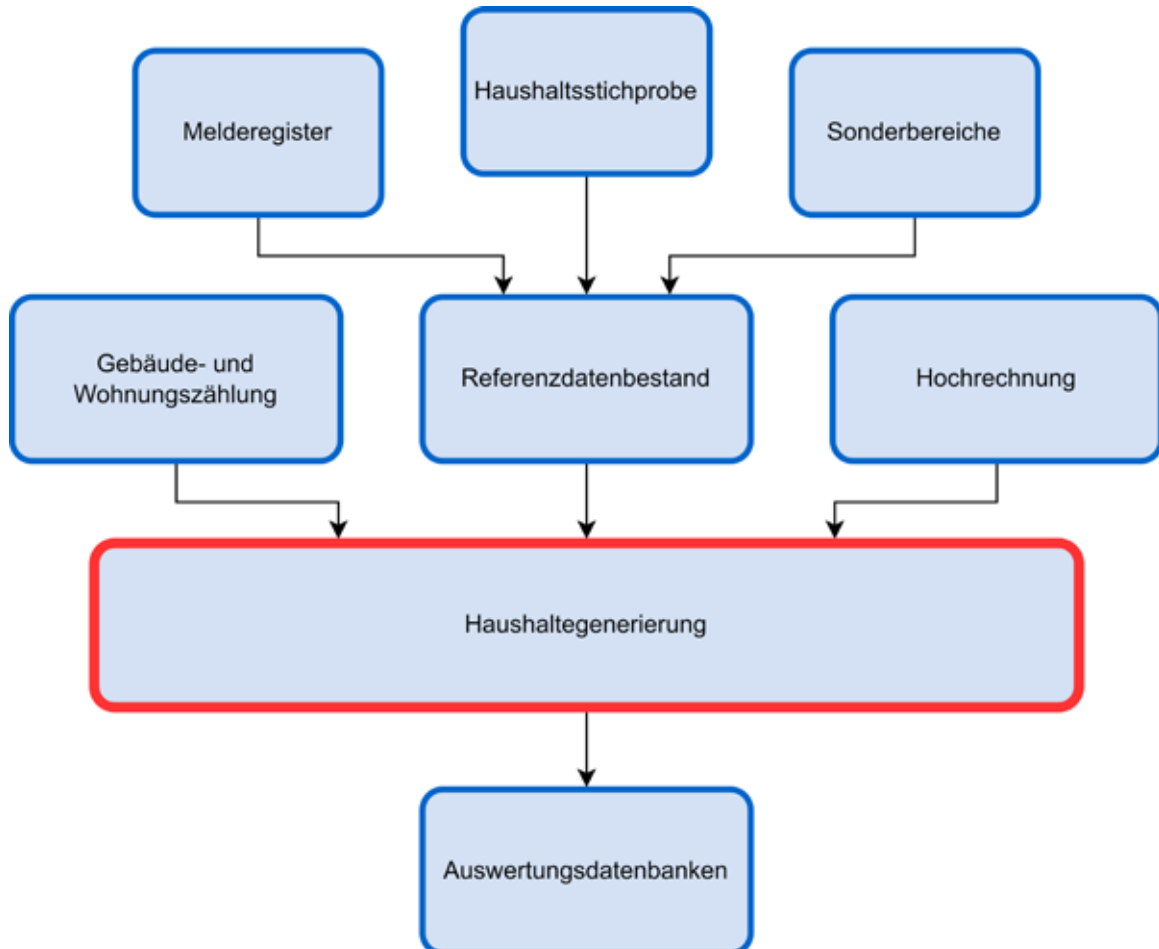 Haushaltsstichprobe
Melderegister
Sonderbereiche
Gebäude- und
Wohnungszählung
Referenzdatenbestand
Hochrechnung
Haushaltegenerierung
Auswertungsdatenbanken